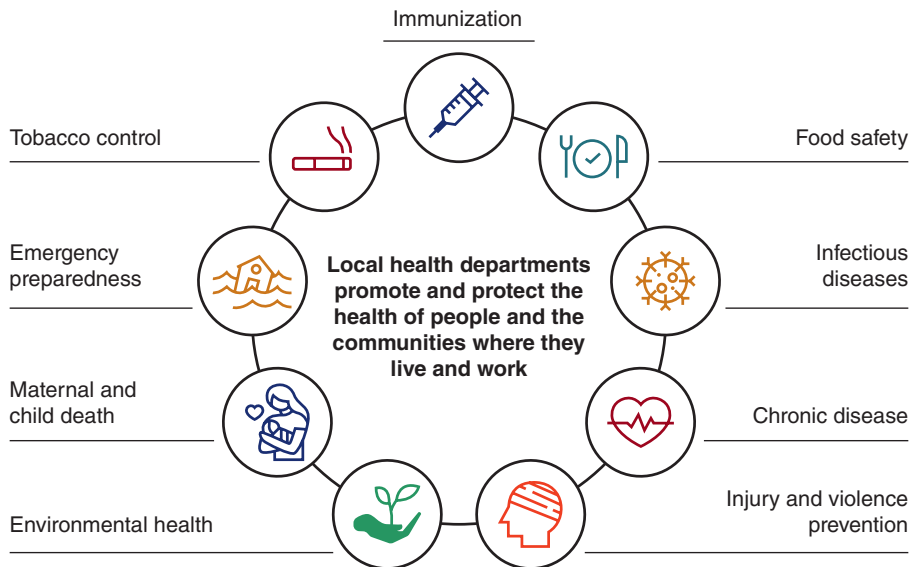 Immunization
Tobacco control
Food safety
Emergency
preparedness
Infectious
diseases
Local health departments
promote and protect the
health of people and the
communities where they
live and work
Maternal and
child death
Chronic disease
Environmental health
Injury and violence
prevention